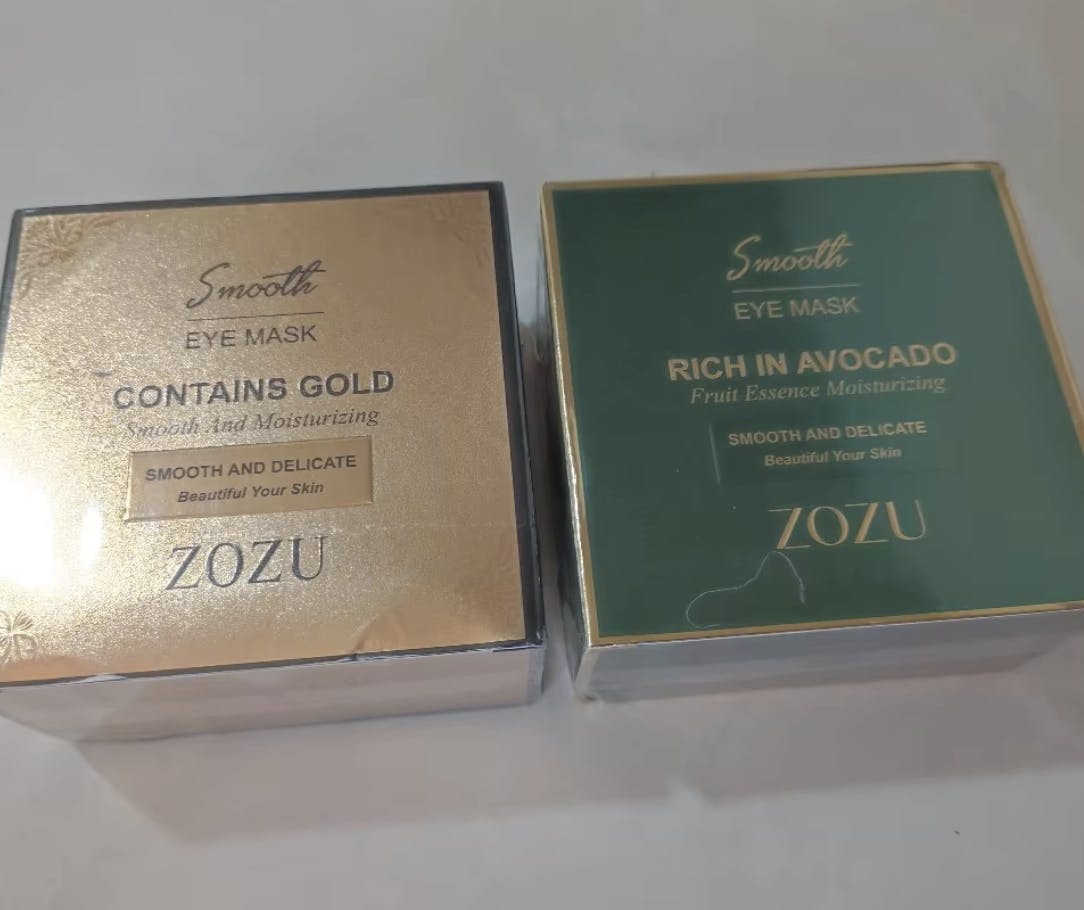 Smooth
EYE MASK
CONTAINS GOLD
Smooth And Moisturizing
SMOOTH AND DELICATE
Beautiful Your Skin
ZOZU
Smooth
EYE MASK
RICH IN AVOCADO
Fruit Essence Moisturizing
SMOOTH AND DELICATE
Beautiful Your Skin
ZOZU